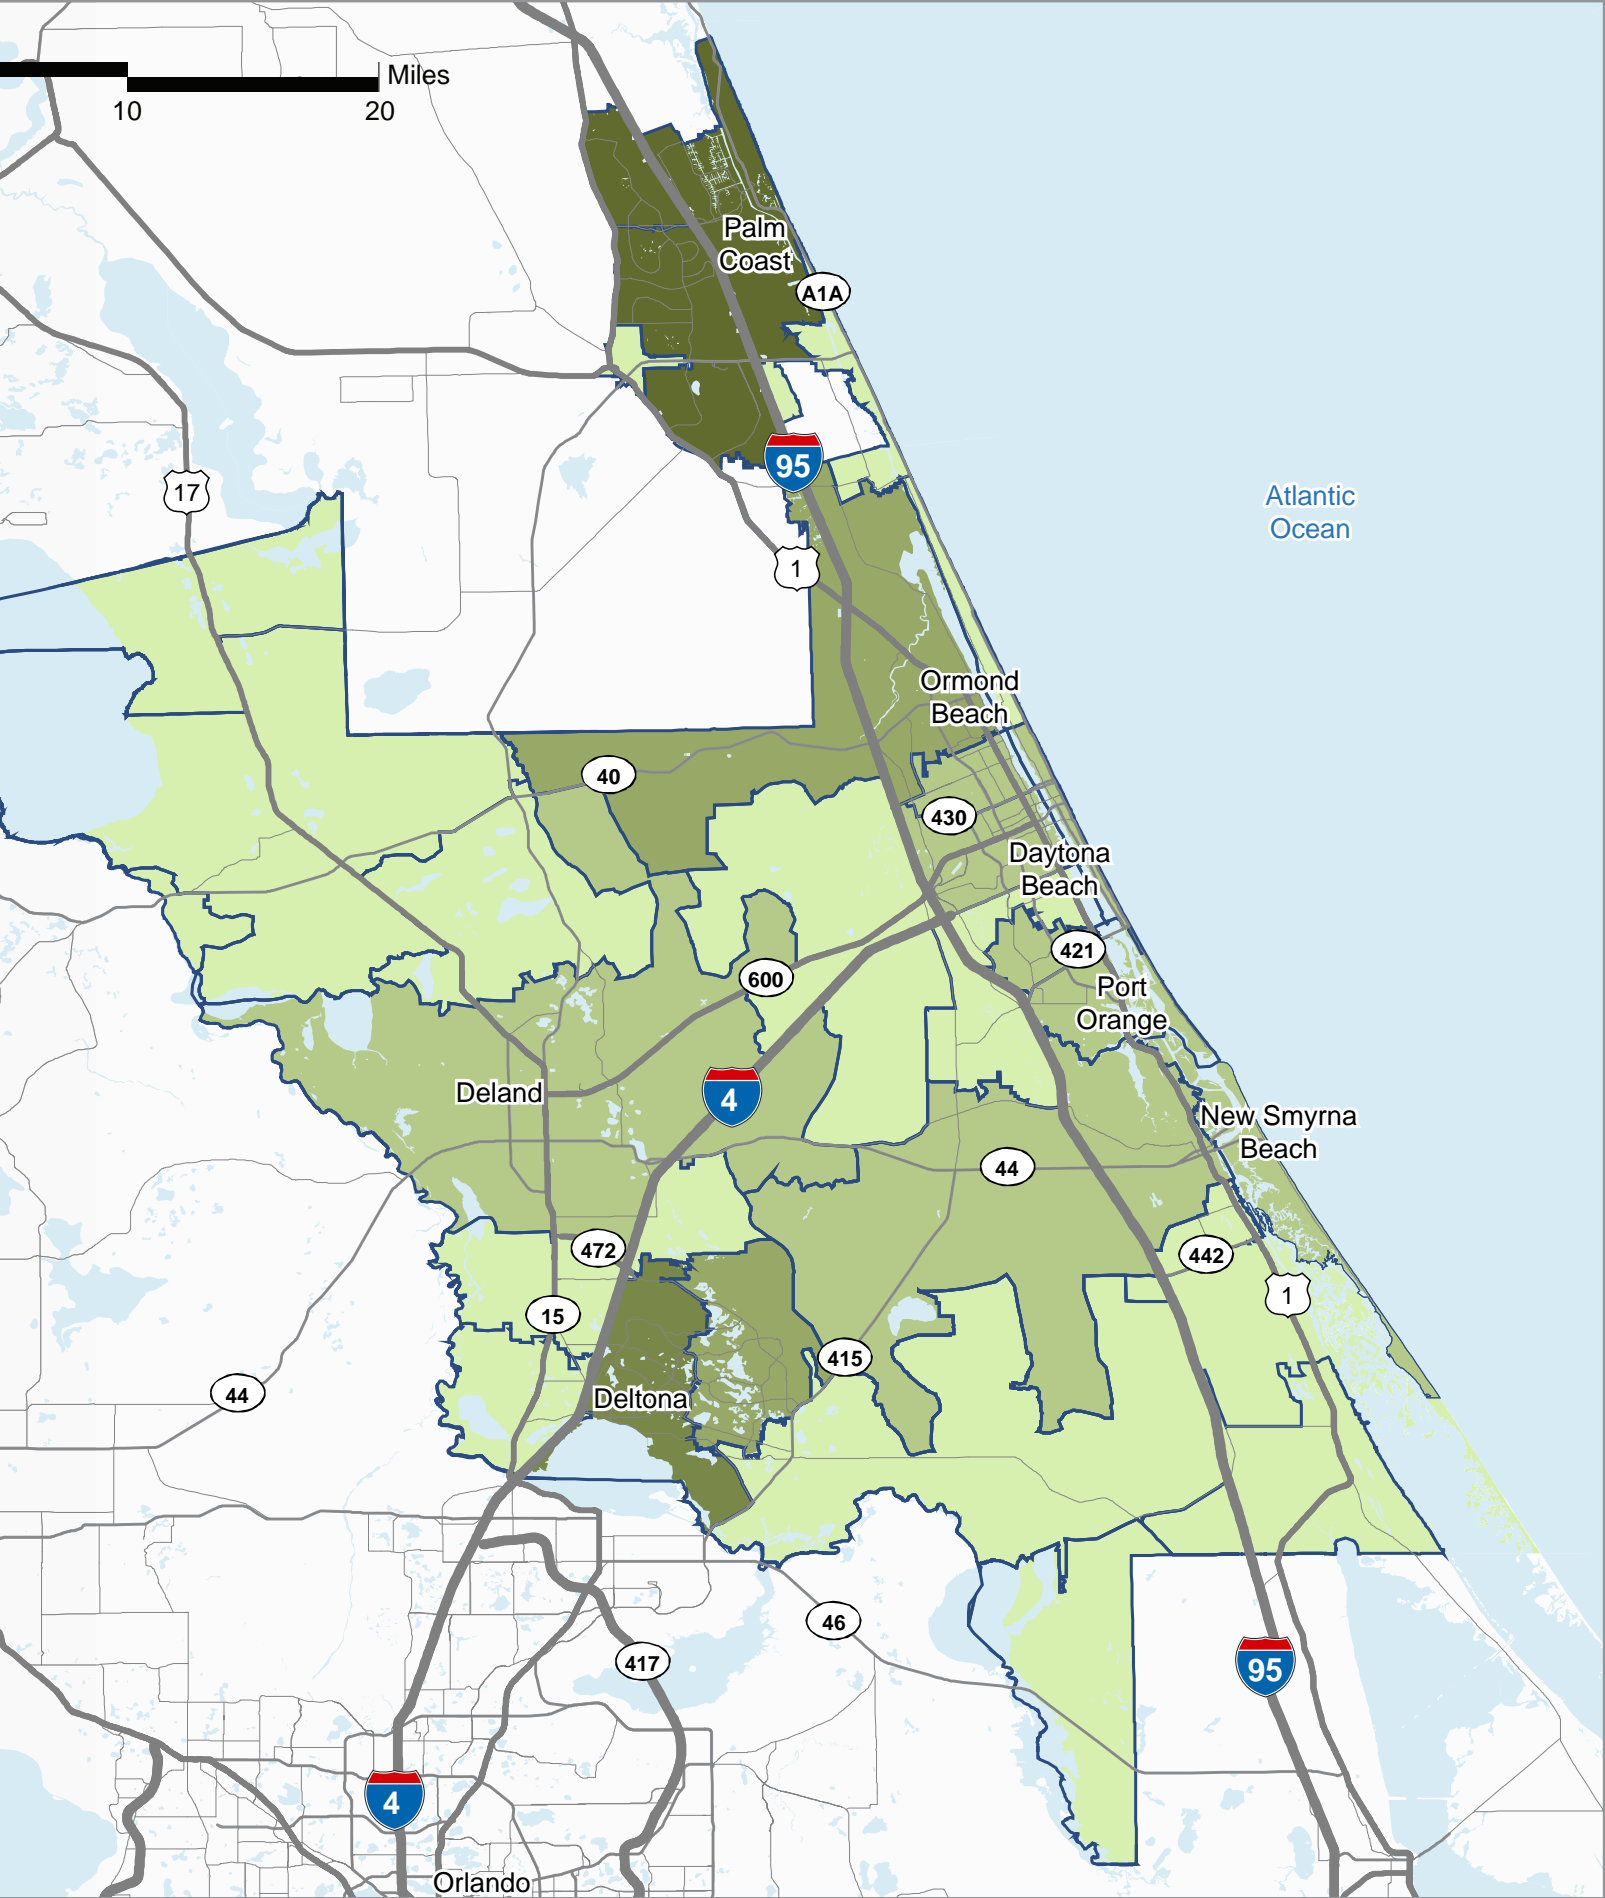 Miles
10
20
Palm
Coast
A1A
95
17
Atlantic
Ocean
1
Ormond
Beach
40
430
Daytona
Beach
421
600
Port
Orange
Deland
4
New Smyrna
Beach
44
472
442
1
15
415
44
Deltona
46
417
95
4
Orlando